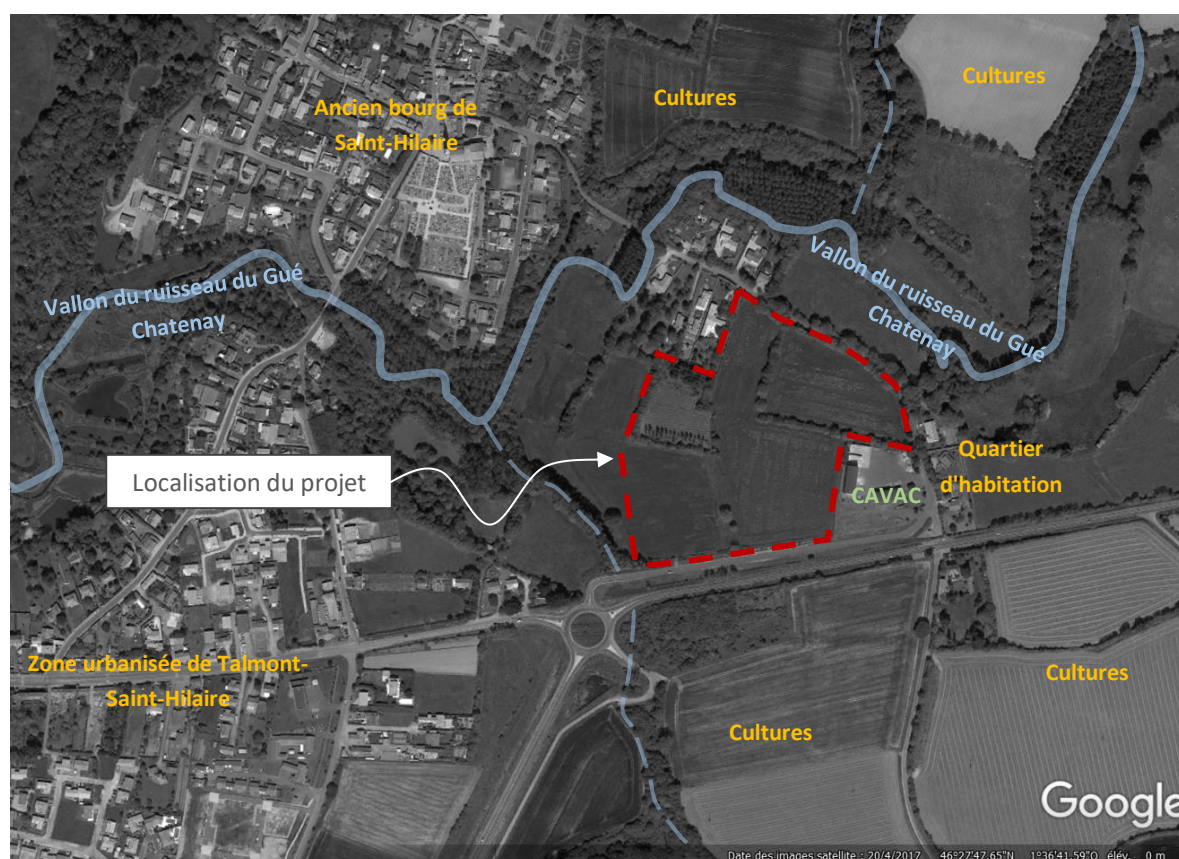 Cultures
Cultures
Ancien bourg de
Saint-Hilaire
Vallon du ruisseau du Gué
Chatenay
Vallon du ruisseau du Gué
Chatenay
Localisation du projet
Quartier
d'habitation
CAVAC
Zone urbanisée de Talmont-
Saint-Hilaire
Cultures
Cultures
Google
Date des images satellite : 20/4/2017 46°27'47.65"N 1°36'41.59"O élév. 0 m